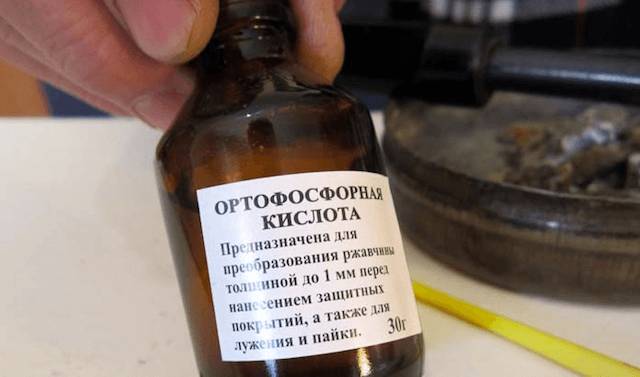 ОРТОФОСФОРНАЯ
КИСЛОТА
Предназначена для
преобразования ржавчины
толщиной до 1 мм перед
нанесением защитных
покрытий, а также для
лужения и пайки. 30г